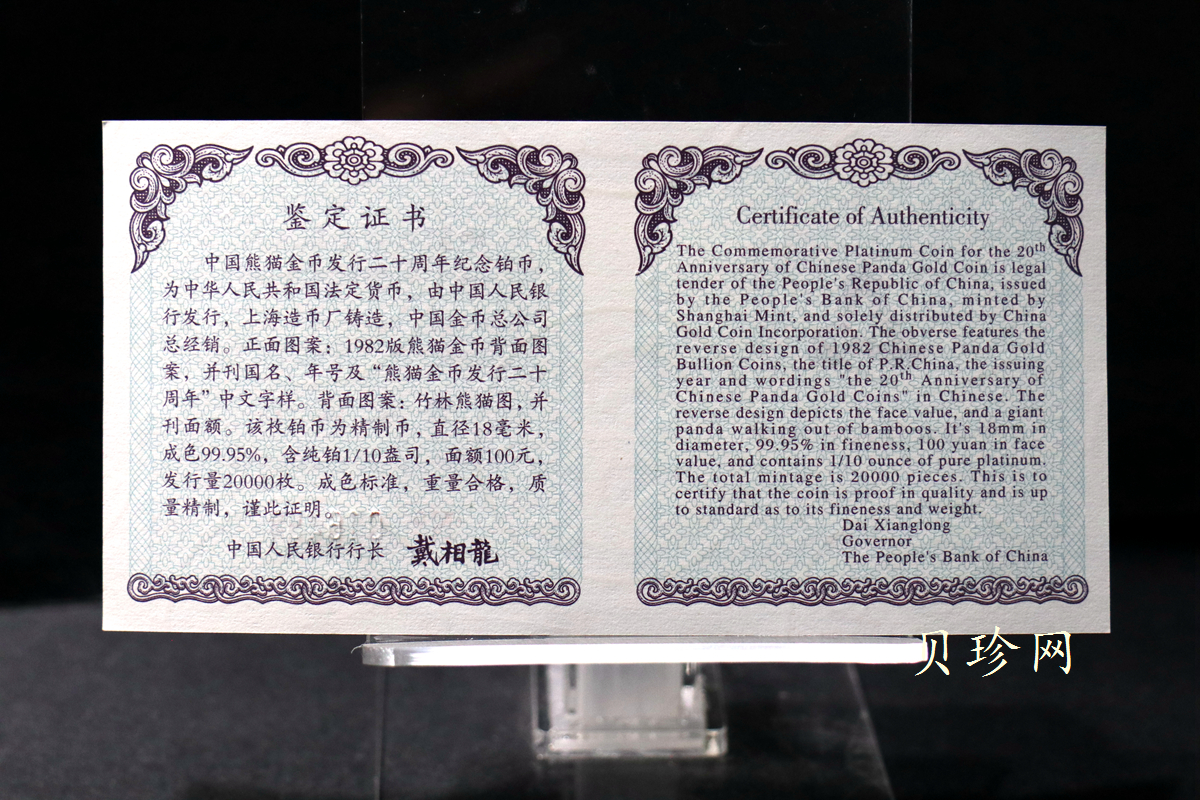 鉴定证书
中国熊猫金币发行二十周年纪念铂币，
为中华人民共和国法定货币，由中国人民银
行发行，上海造币厂铸造，中国金币总公司
总经销。正面图案：1982版熊猫金币背面图
案，并刊国名、年号及“熊猫金币发行二十
周年”中文字样。背面图案：竹林熊猫图，并
刊面额。该枚铂币为精制币，直径18毫米，
成色99.95%，含纯铂1/10盎司，面额100元，
发行量20000枚。成色标准，重量合格，质
量精制，谨此证明。
中国人民银行行长 戴相龍
Certificate of Authenticity
The Commemorative Platinum Coin for the 20th
Anniversary of Chinese Panda Gold Coin is legal
tender of the People's Republic of China, issued
by the People's Bank of China, minted by
Shanghai Mint, and solely distributed by China
Gold Coin Incorporation. The obverse features the
reverse design of 1982 Chinese Panda Gold
Bullion Coins, the title of P.R.China, the issuing
year and wordings "the 20th Anniversary of
Chinese Panda Gold Coins" in Chinese. The
reverse design depicts the face value, and a giant
panda walking out of bamboos. It's 18mm in
diameter, 99.95% in fineness, 100 yuan in face
value, and contains 1/10 ounce of pure platinum.
The total mintage is 20000 pieces. This is to
certify that the coin is proof in quality and is up
to standard as to its fineness and weight.
Dai Xianglong
Governor
The People's Bank of China
贝珍网